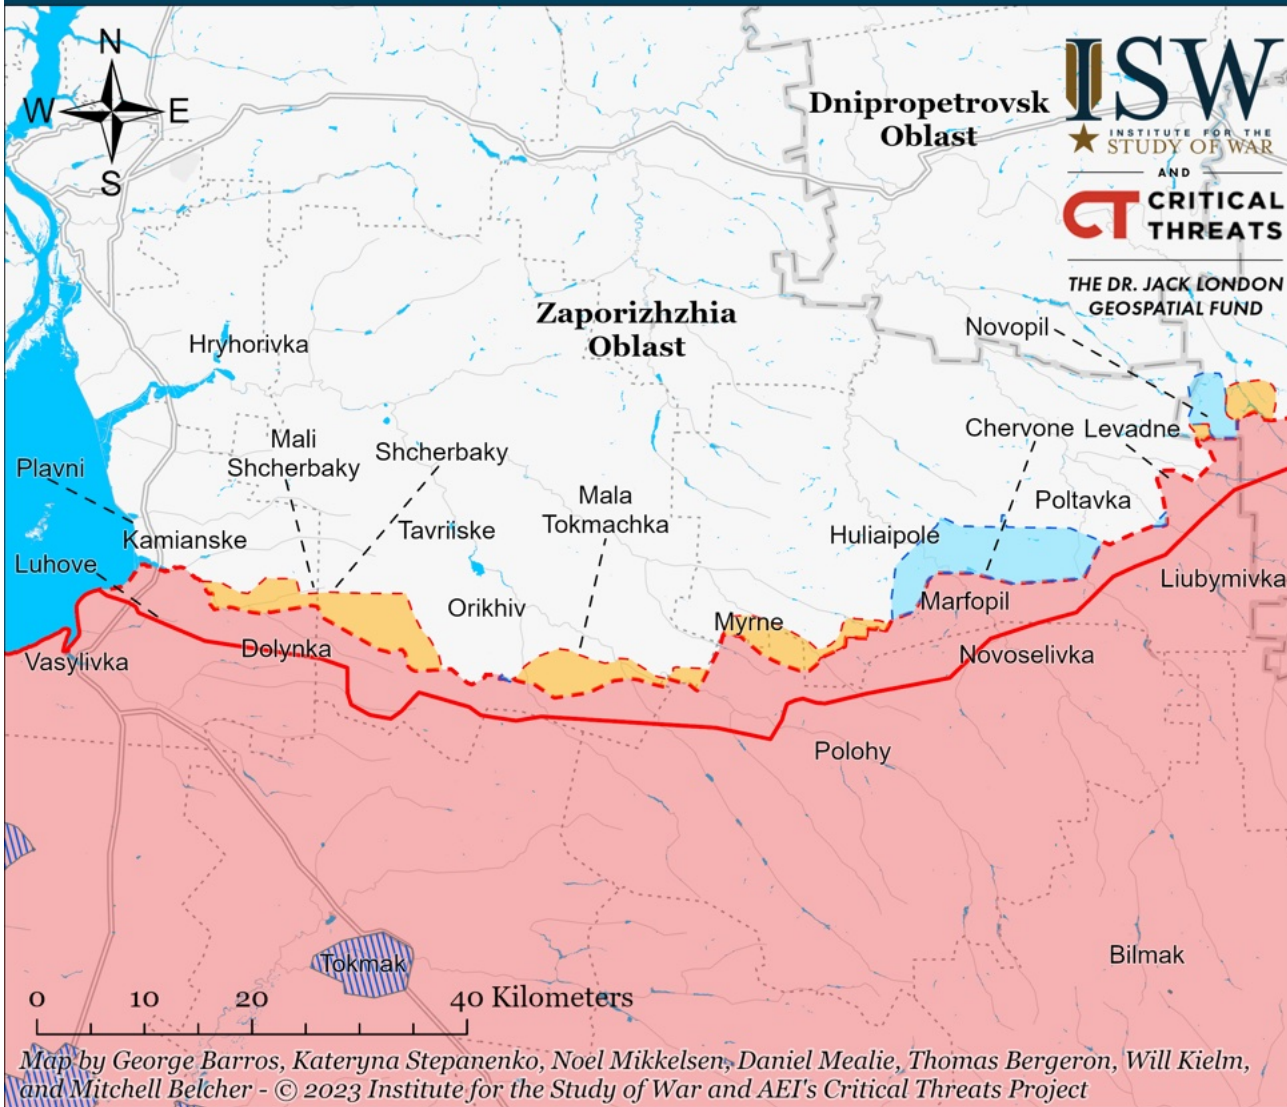 N
W
E
S
Dnipropetrovsk
Oblast
ISW
INSTITUTE FOR THE
STUDY OF WAR
AND
CT CRITICAL
THREATS
THE DR. JACK LONDON
GEOSPATIAL FUND
Zaporizhzhia
Oblast
Novopil
Hryhorivka
Mali
Shcherbaky
Shcherbaky
Chervone
Levadne
Plavni
Mala
Tokmachka
Poltavka
Tavriiske
Kamianske
Huliaipole
Luhove
Liubymivka
Orikhiv
Marfopil
Myrne
Dolynka
Vasylivka
Novoselivka
Polohy
Tokmak
Bilmak
0 10 20 40 Kilometers
Map by George Barros, Kateryna Stepanenko, Noel Mikkelsen, Daniel Mealie, Thomas Bergeron, Will Kielm,
and Mitchell Belcher - © 2023 Institute for the Study of War and AEI's Critical Threats Project